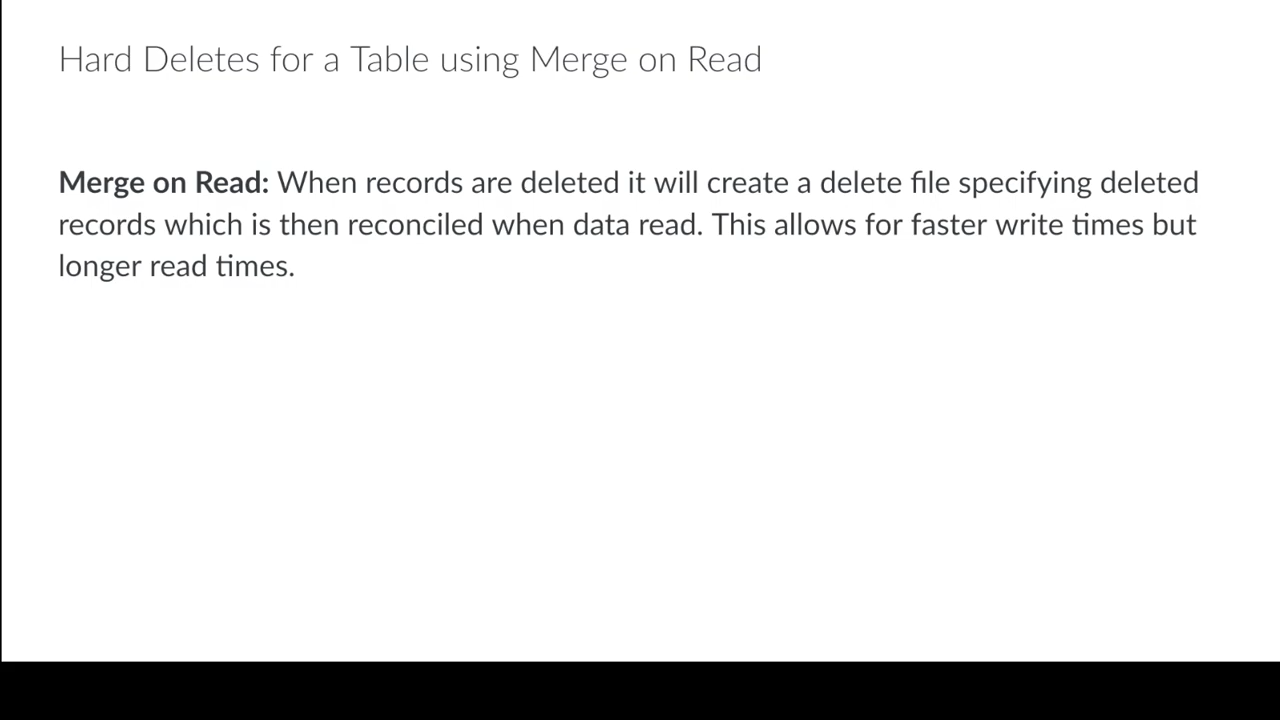 Hard Deletes for a Table using Merge on Read
Merge on Read: When records are deleted it will create a delete file specifying deleted
records which is then reconciled when data read. This allows for faster write times but
longer read times.